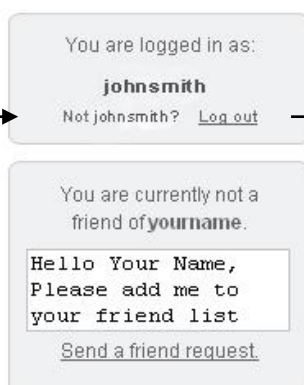 You are logged in as:
johnsmith
Not johnsmith? Log out
You are currently not a
friend of yourname.
Hello Your Name,
Please add me to
your friend list
Send a friend request.